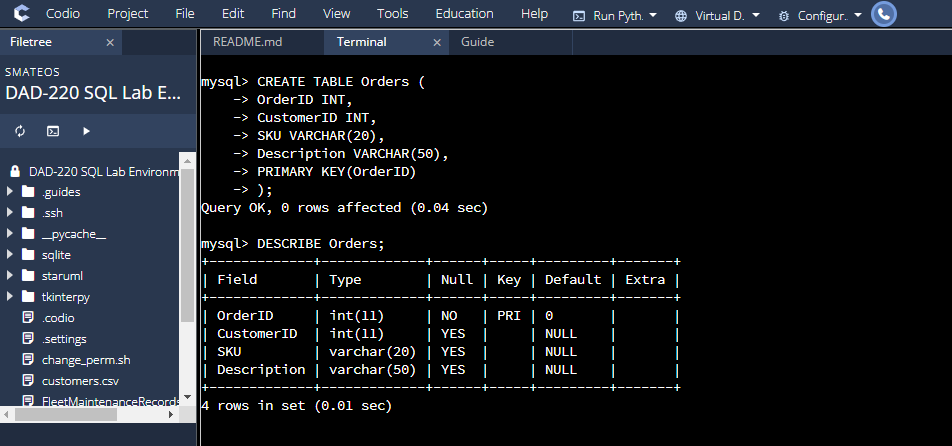 Codio Project File Edit Find View Tools Education Help Run Pyth. Virtual D. Configur.
Filetree
README.md Terminal Guide
SMATEOS
DAD-220 SQL Lab E...
DAD-220 SQL Lab Environm
.guides
.ssh
__pycache__
sqlite
staruml
tkinterpy
.codio
.settings
change_perm.sh
customers.csv
FleetMaintenanceRecords
mysql> CREATE TABLE Orders (
-> OrderID INT,
-> CustomerID INT,
-> SKU VARCHAR(20),
-> Description VARCHAR(50),
-> PRIMARY KEY(OrderID)
-> );
Query OK, 0 rows affected (0.04 sec)
mysql> DESCRIBE Orders;
+-------------+-------------+------+-----+---------+-------+
| Field | Type | Null | Key | Default | Extra |
+-------------+-------------+------+-----+---------+-------+
| OrderID | int(11) | NO | PRI | 0 | |
| CustomerID | int(11) | YES | | NULL | |
| SKU | varchar(20) | YES | | NULL | |
| Description | varchar(50) | YES | | NULL | |
+-------------+-------------+------+-----+---------+-------+
4 rows in set (0.01 sec)